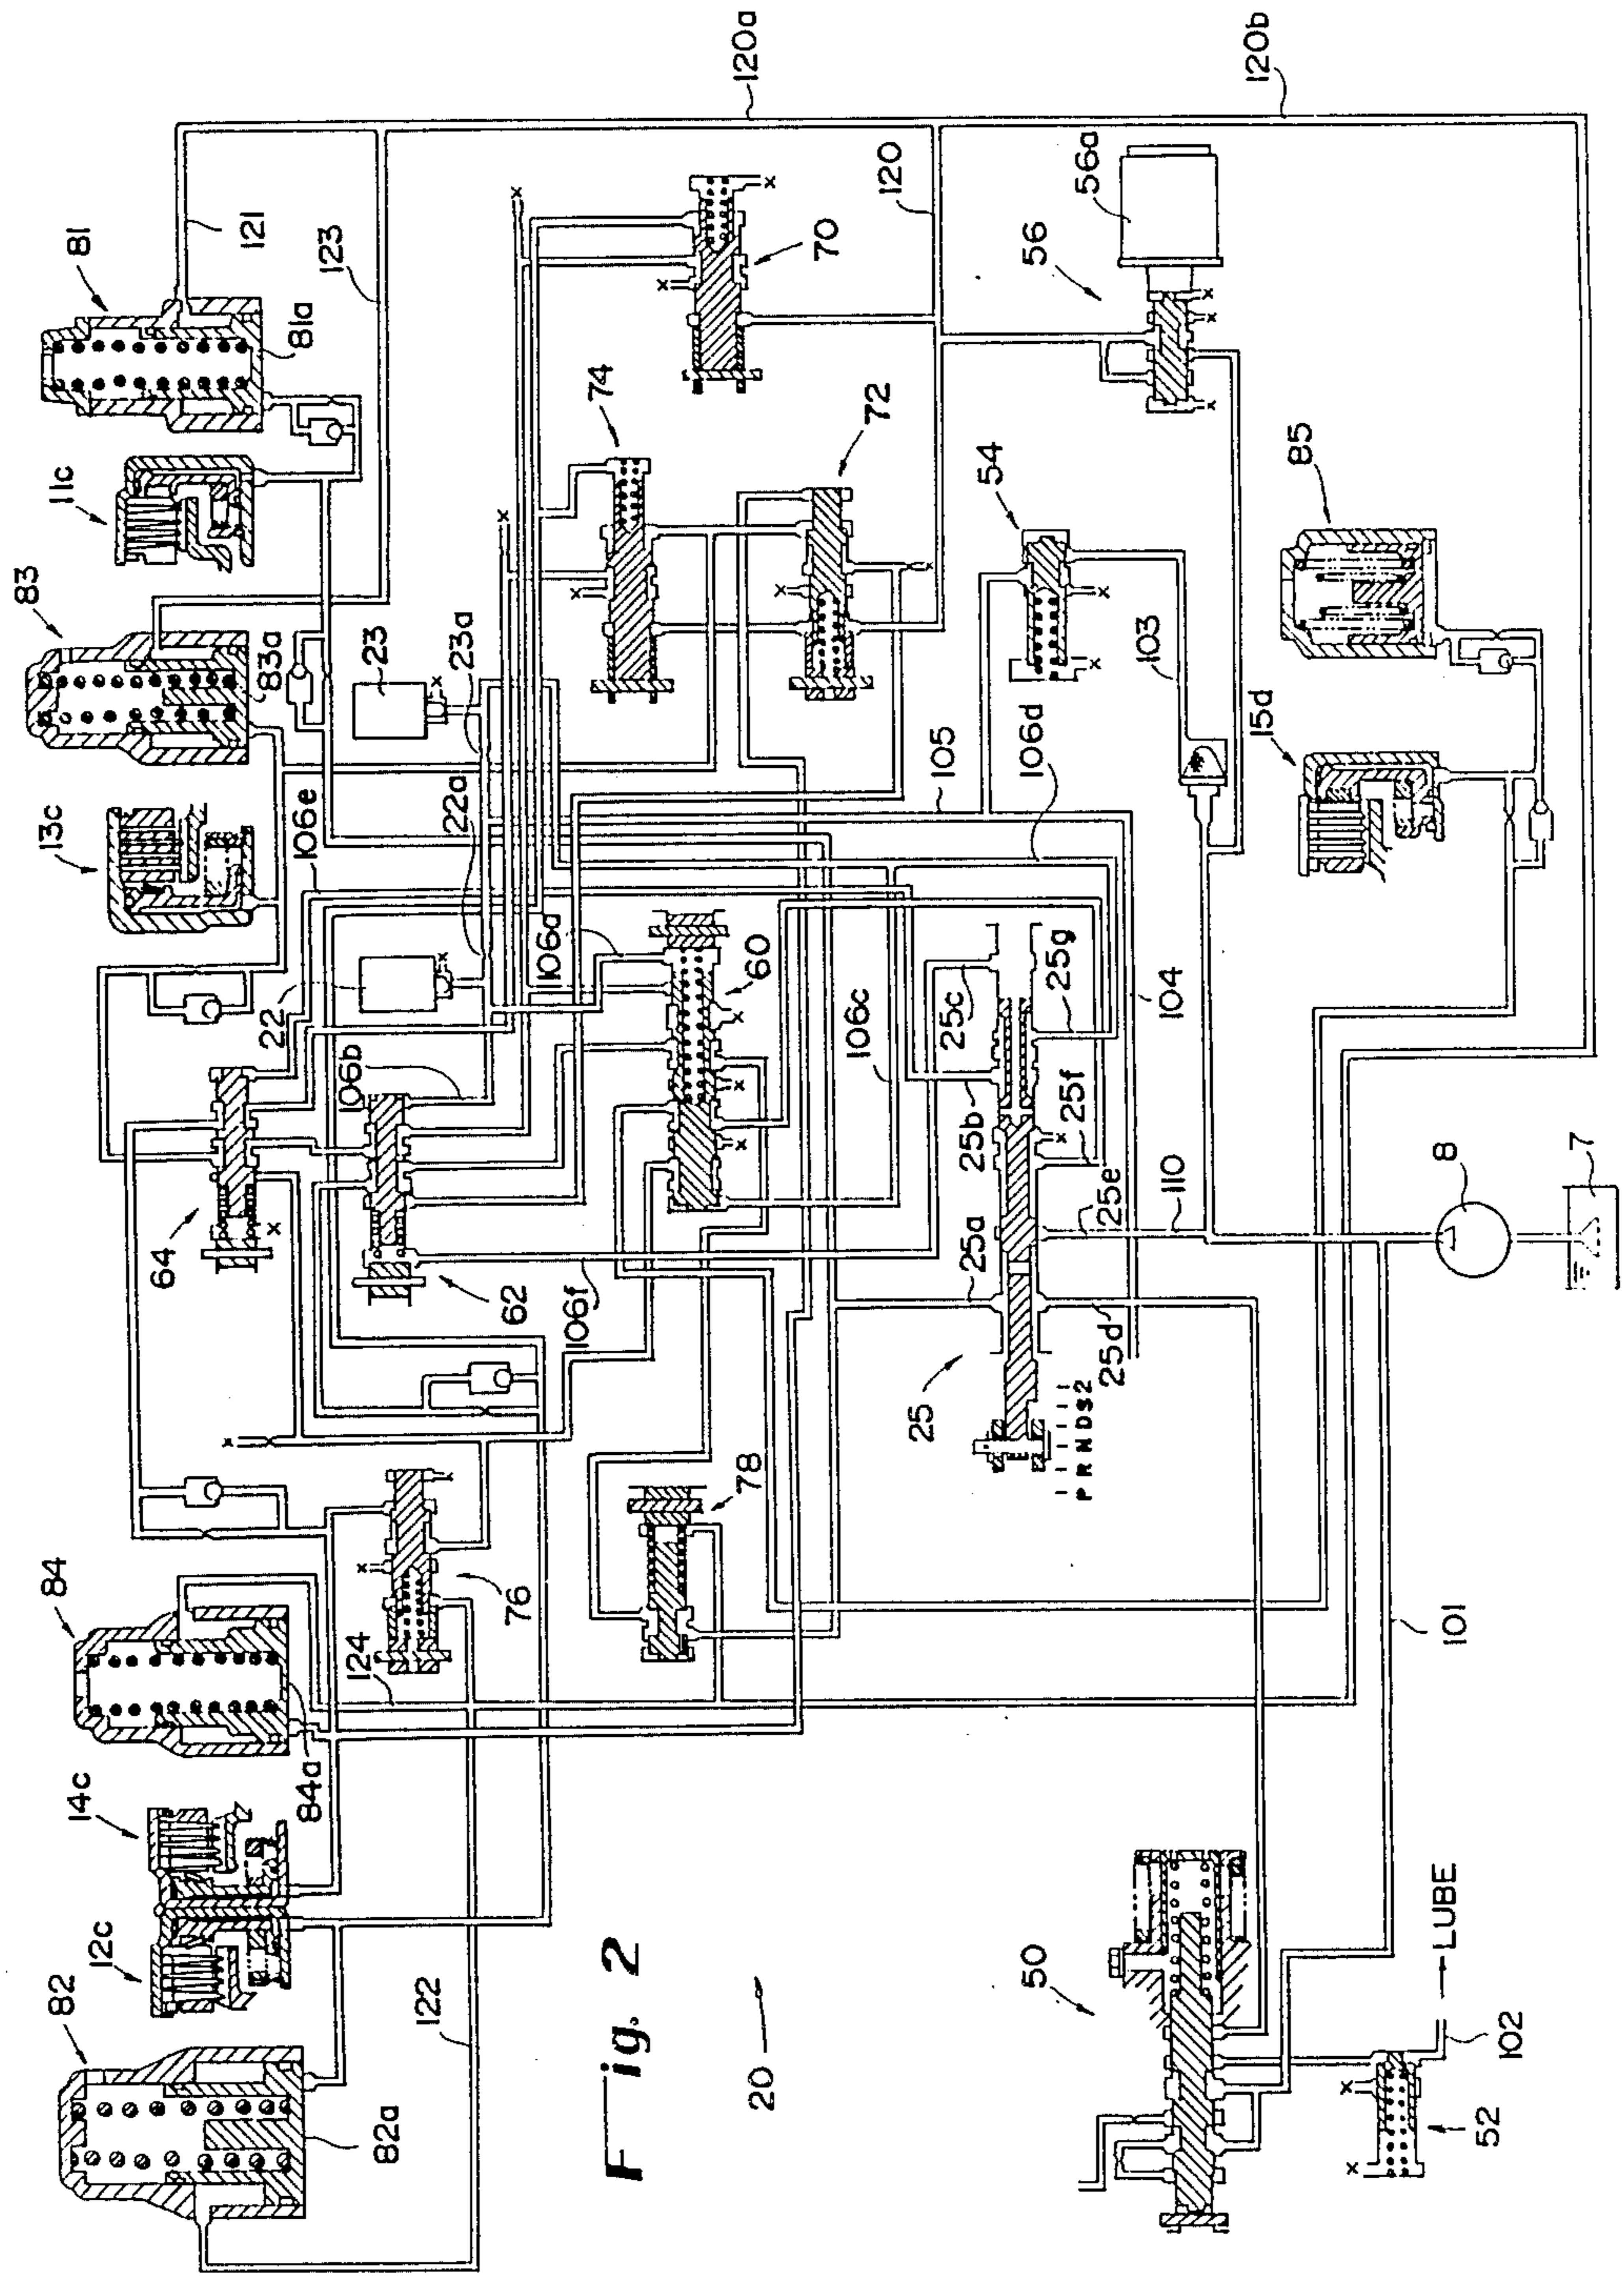 120a
120b
121
81
81a
123
11c
83
83a
13c
106e
23
23a
22a
22
74
70
72
120
56a
56
54
103
105
106d
85
15d
106a
60
106b
64
62
106f
106c
25c
25b
25g
25f
25e
25a
25d
25
110
104
P R N D S 2
8
7
78
76
84
84a
124
14c
12c
82
82a
122
101
50
LUBE
102
52
20
Fig. 2